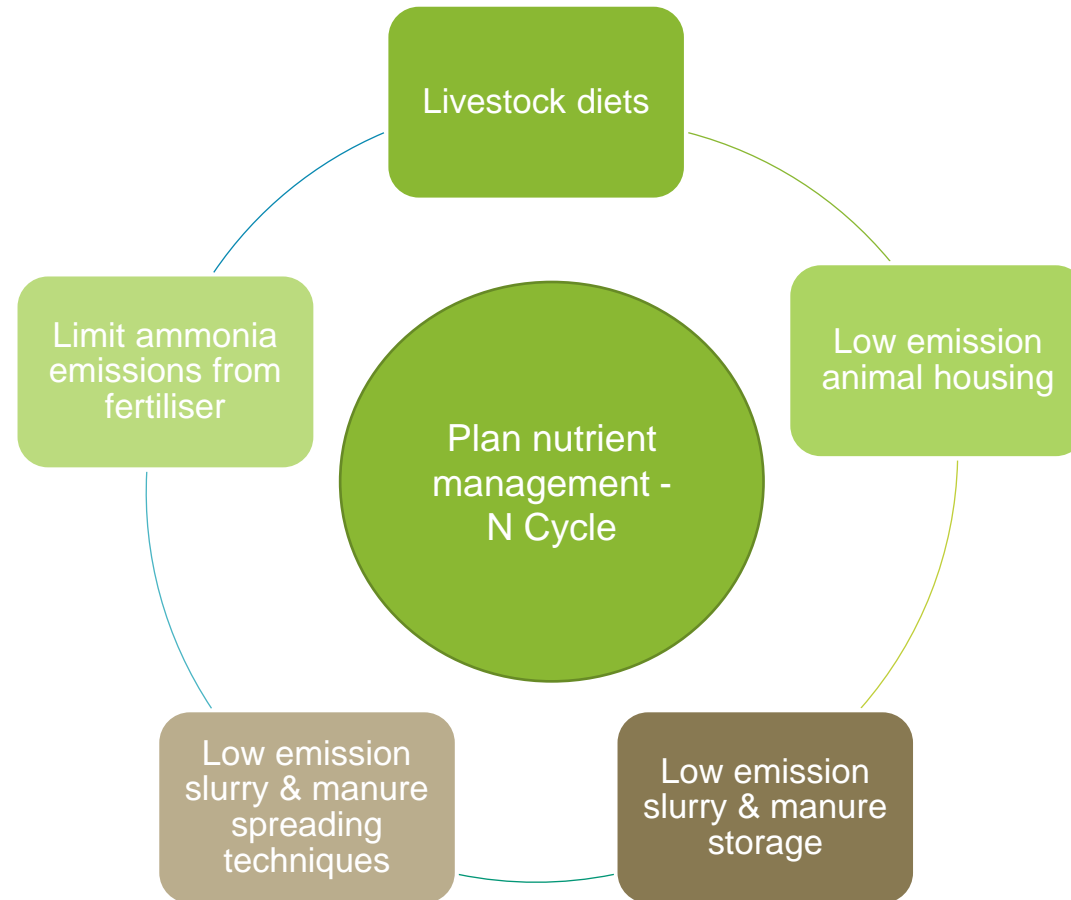 Livestock diets
Low emission
animal housing
Low emission
slurry & manure
storage
Low emission
slurry & manure
spreading
techniques
Limit ammonia
emissions from
fertiliser
Plan nutrient
management -
N Cycle